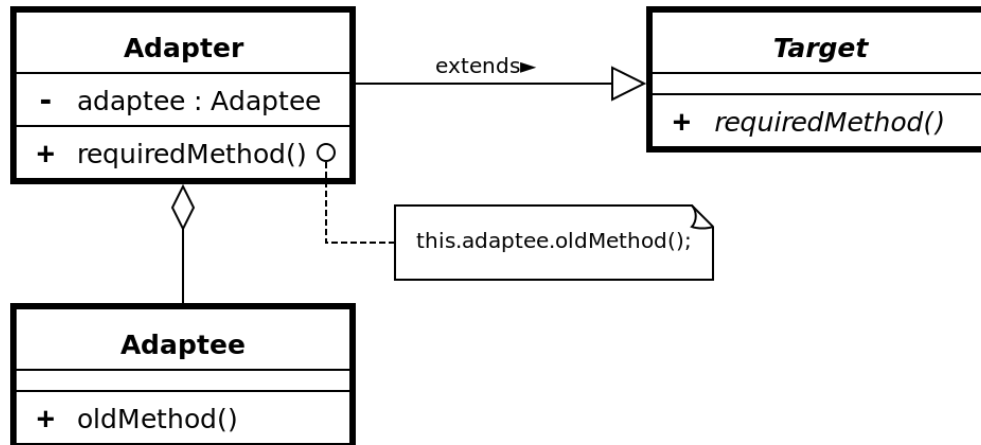 Adapter
- adaptee : Adaptee
+ requiredMethod()
extends►
Target
+ requiredMethod()
this.adaptee.oldMethod();
Adaptee
+ oldMethod()